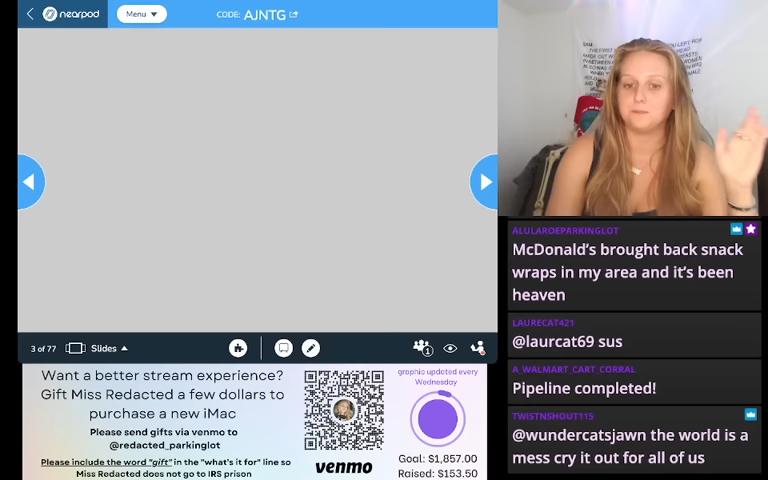 nearpod
Menu
CODE: AJNTG
3 of 77
Slides
1
Want a better stream experience?
Gift Miss Redacted a few dollars to
purchase a new iMac
Please send gifts via venmo to
@redacted_parkinglot
Please include the word "gift" in the "what's it for" line so
Miss Redacted does not go to IRS prison
venmo
graphic updated every
Wednesday
Goal: $1,857.00
Raised: $153.50
ALULAROEPARKINGLOT
McDonald's brought back snack
wraps in my area and it's been
heaven
LAURECAT421
@laurcat69 sus
A_WALMART_CART_CORRAL
Pipeline completed!
TWISTNSHOUT115
@wundercatsjawn the world is a
mess cry it out for all of us